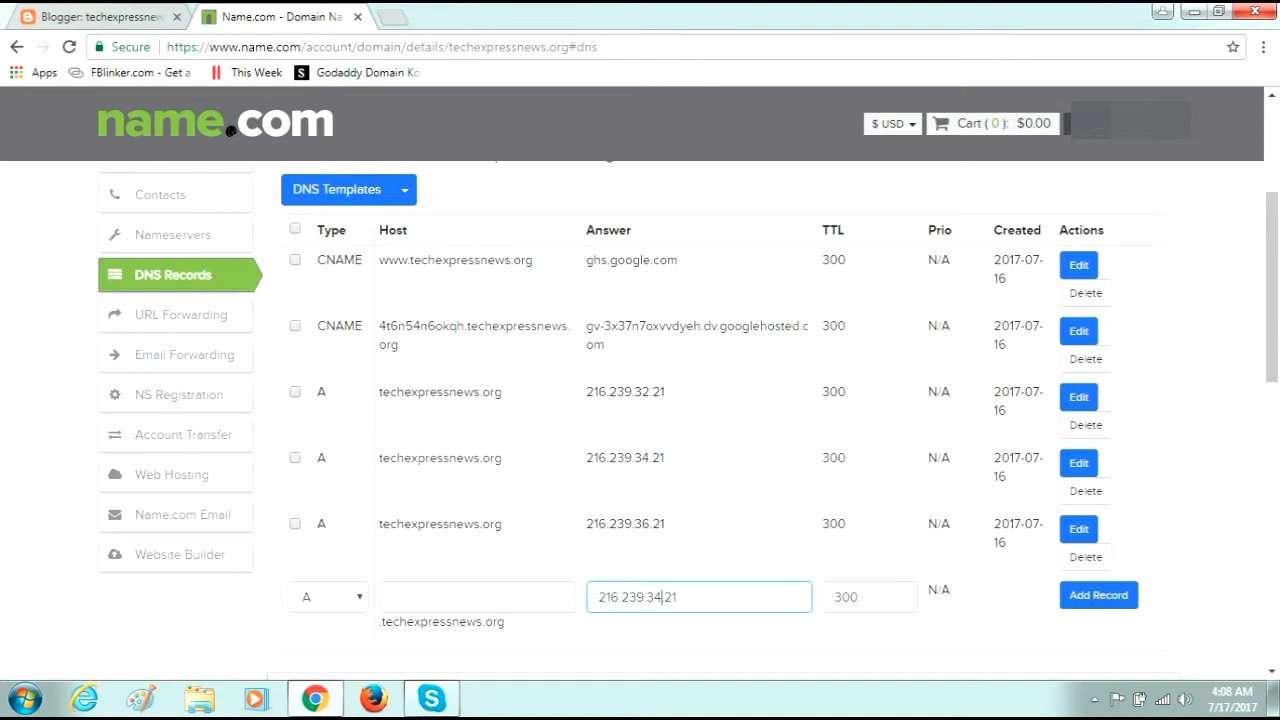 Blogger: techexpressnew
Name.com - Domain Na
Secure https://www.name.com/account/domain/details/techexpressnews.org#dns
Apps FBlinker.com - Get a This Week S Godaddy Domain Ko
name.com
$ USD Cart ( 0 ): $0.00
Contacts
Nameservers
DNS Records
URL Forwarding
Email Forwarding
NS Registration
Account Transfer
Web Hosting
Name.com Email
Website Builder
DNS Templates
Type Host Answer TTL Prio Created Actions
CNAME www.techexpressnews.org ghs.google.com 300 N/A 2017-07- Edit
16 Delete
CNAME 4t6n54n6okqh.techexpressnews. gv-3x37n7oxvvdyeh.dv.googlehosted.c 300 N/A 2017-07- Edit
org om 16 Delete
A techexpressnews.org 216.239.32.21 300 N/A 2017-07- Edit
16 Delete
A techexpressnews.org 216.239.34.21 300 N/A 2017-07- Edit
16 Delete
A techexpressnews.org 216.239.36.21 300 N/A 2017-07- Edit
16 Delete
A 216.239.34.21 300 N/A Add Record
.techexpressnews.org
4:08 AM
7/17/2017